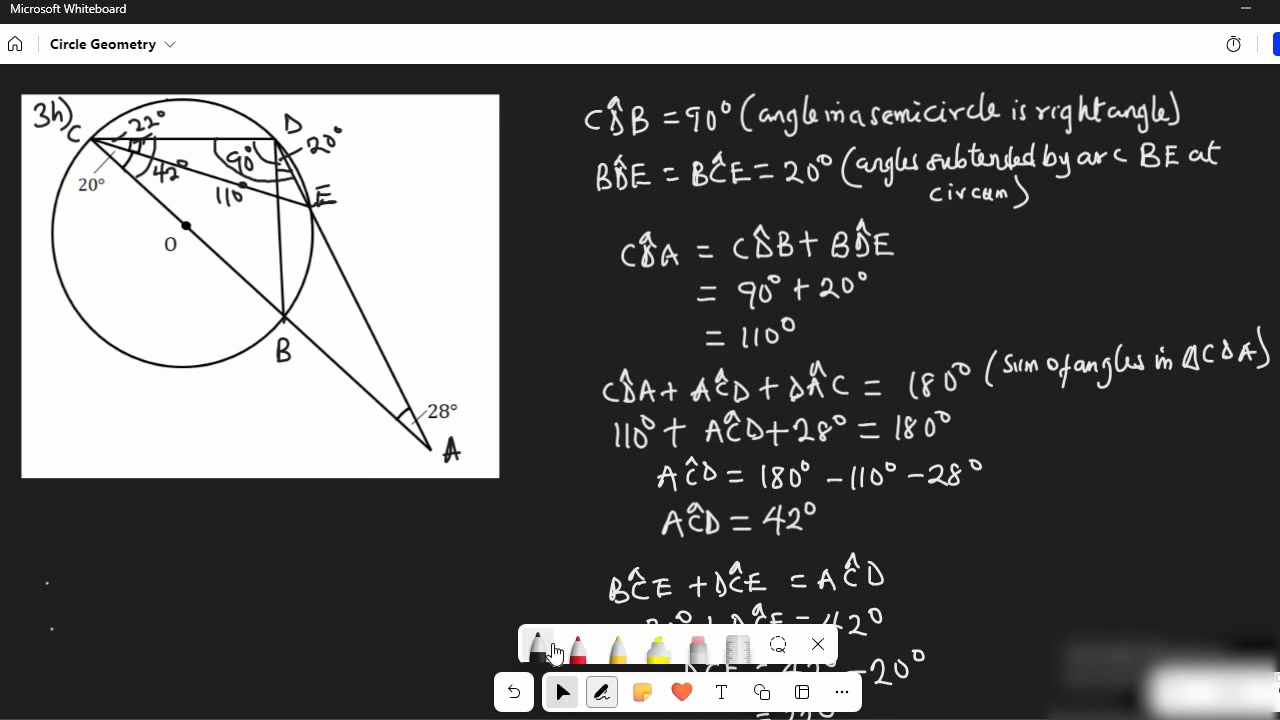 Microsoft Whiteboard
Circle Geometry
3h)
C
22°
D
20°
90°
42°
20°
110°
E
O
B
28°
A
CD̂B = 90° (angle in a semicircle is right angle)
BD̂E = BĈE = 20° (angles subtended by arc BE at
circum)
CD̂A = CD̂B + BD̂E
= 90° + 20°
= 110°
CD̂A + AĈD + DÂC = 180° (sum of angles in ΔCDA)
110° + AĈD + 28° = 180°
AĈD = 180° - 110° - 28°
AĈD = 42°
BĈE + DĈE = AĈD
= 42°
- 20°
T